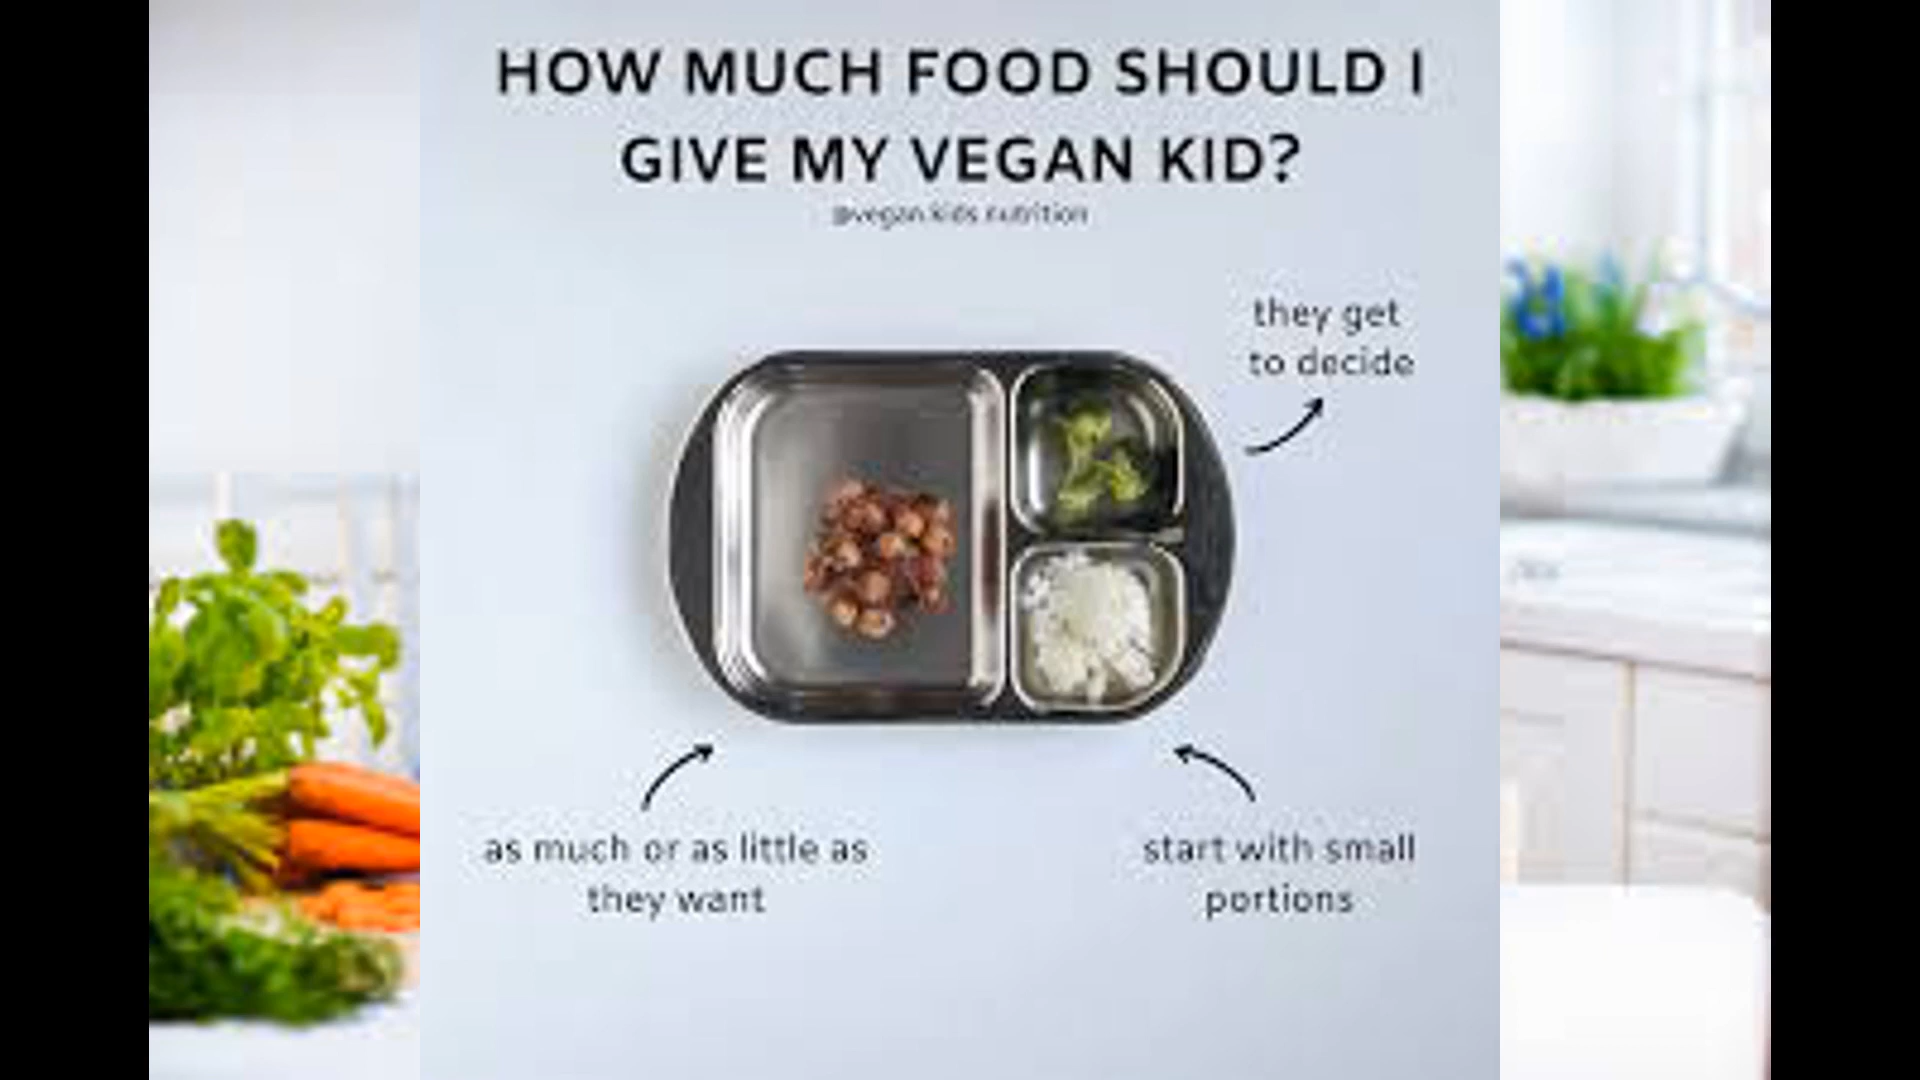 HOW MUCH FOOD SHOULD I
GIVE MY VEGAN KID?
@vegan.kids.nutrition
they get
to decide
as much or as little as
they want
start with small
portions